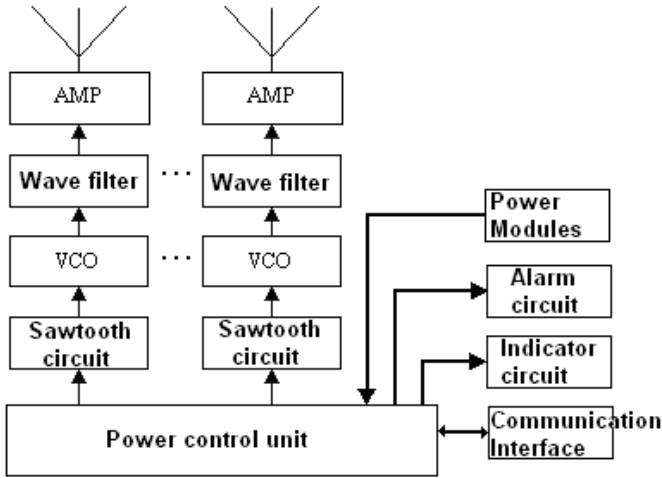 AMP
AMP
Wave filter
...
Wave filter
VCO
...
VCO
Sawtooth
circuit
Sawtooth
circuit
Power control unit
Power
Modules
Alarm
circuit
Indicator
circuit
Communication
Interface